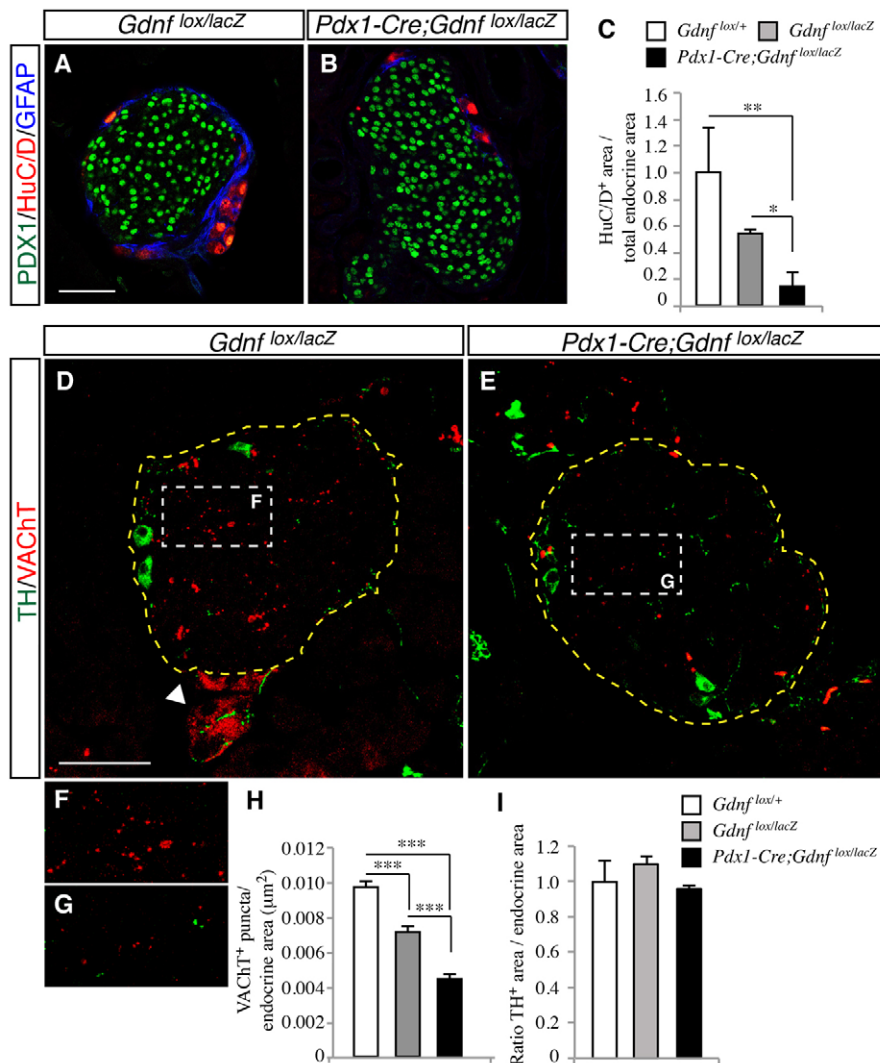 Gdnf lox/lacZ
Pdx1-Cre;Gdnf lox/lacZ
PDX1/HuC/D/GFAP
A
B
C
Gdnf lox/+
Gdnf lox/lacZ
Pdx1-Cre;Gdnf lox/lacZ
HuC/D+ area /
total endocrine area
1.6
1.4
1.2
1.0
0.8
0.6
0.4
0.2
0
**
*
Gdnf lox/lacZ
Pdx1-Cre;Gdnf lox/lacZ
TH/VAChT
D
F
E
G
F
G
H
VAChT+ puncta/
endocrine area (µm2)
0.012
0.010
0.008
0.006
0.004
0.002
0
***
***
***
I
Gdnf lox/+
Gdnf lox/lacZ
Pdx1-Cre;Gdnf lox/lacZ
Ratio TH+ area / endocrine area
1.2
1.0
0.8
0.6
0.4
0.2
0